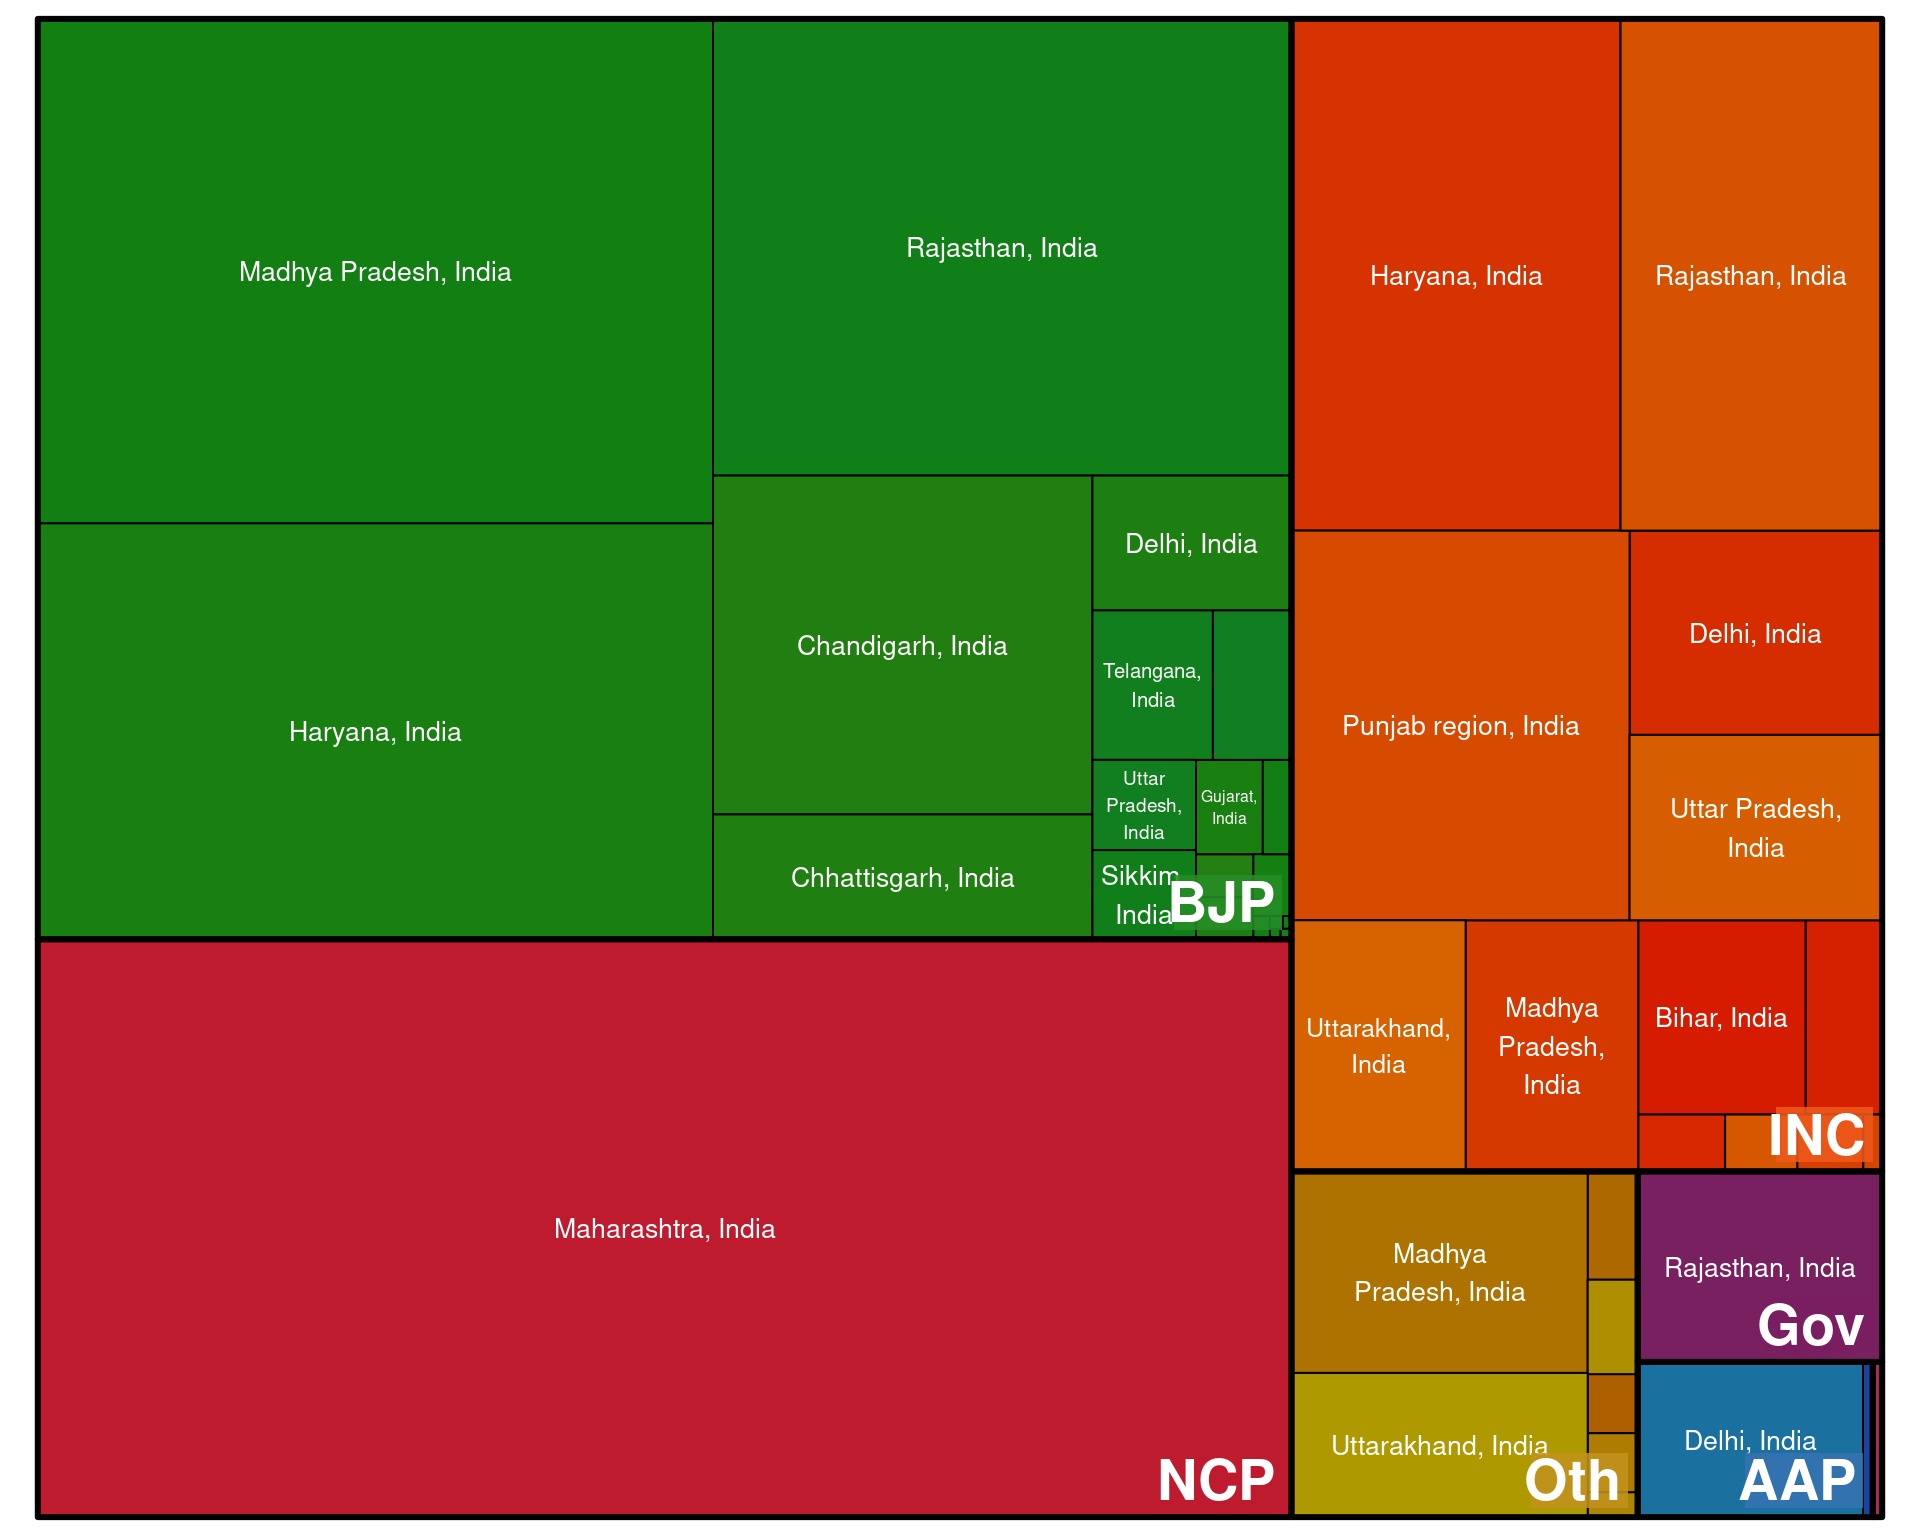 Madhya Pradesh, India
Rajasthan, India
Haryana, India
Chandigarh, India
Chhattisgarh, India
Delhi, India
Telangana,
India
Uttar
Pradesh,
India
Gujarat,
India
Sikkim,
India
BJP
Maharashtra, India
NCP
Haryana, India
Rajasthan, India
Punjab region, India
Delhi, India
Uttar Pradesh,
India
Uttarakhand,
India
Madhya
Pradesh,
India
Bihar, India
INC
Madhya
Pradesh, India
Uttarakhand, India
Oth
Rajasthan, India
Gov
Delhi, India
AAP